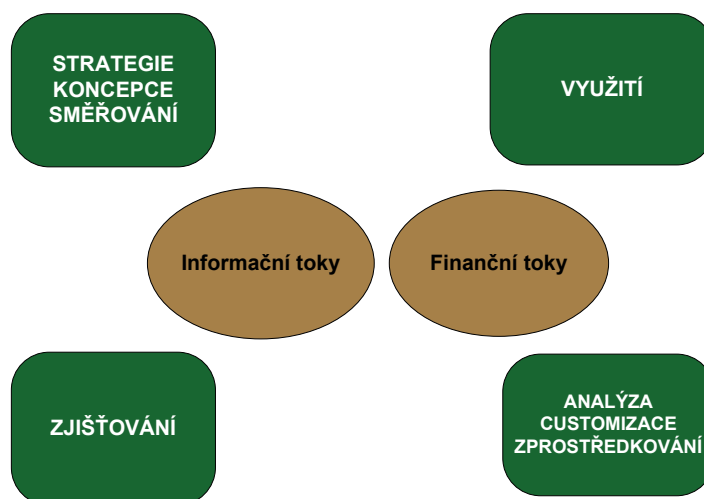 STRATEGIE
KONCEPCE
SMĚŘOVÁNÍ
VYUŽITÍ
Informační toky
Finanční toky
ZJIŠŤOVÁNÍ
ANALÝZA
CUSTOMIZACE
ZPROSTŘEDKOVÁNÍ